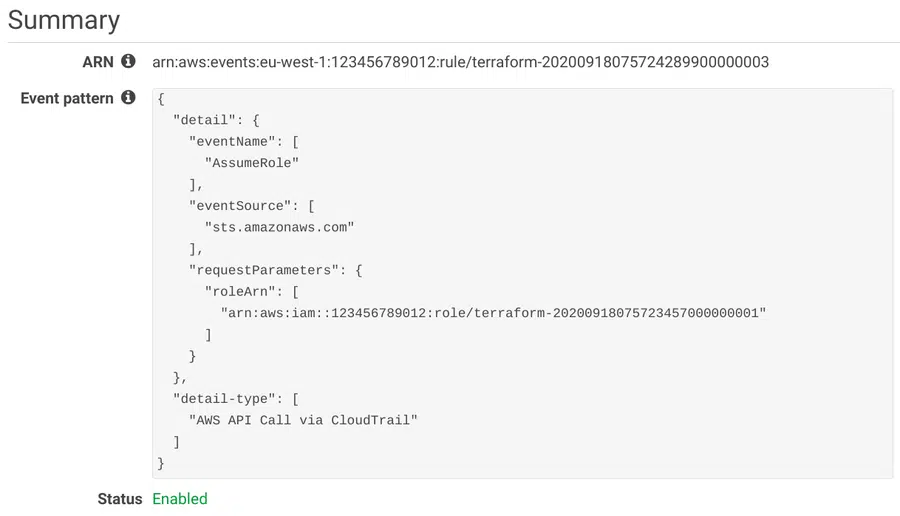 Summary
ARN arn:aws:events:eu-west-1:123456789012:rule/terraform-20200918075724289900000003
Event pattern {
"detail": {
"eventName": [
"AssumeRole"
],
"eventSource": [
"sts.amazonaws.com"
],
"requestParameters": {
"roleArn": [
"arn:aws:iam::123456789012:role/terraform-20200918075723457000000001"
]
}
},
"detail-type": [
"AWS API Call via CloudTrail"
]
}
Status Enabled